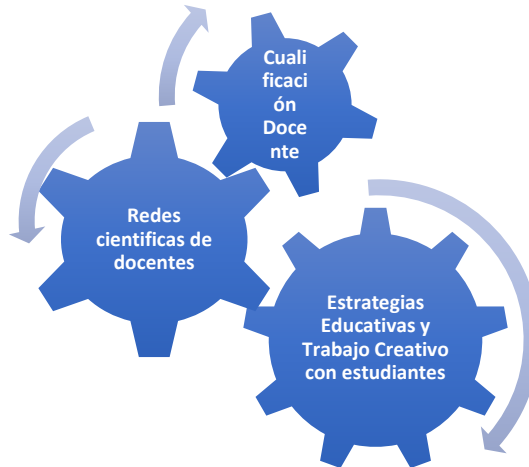 Cuali
ficaci
ón
Doce
nte
Redes
cientificas de
docentes
Estrategias
Educativas y
Trabajo Creativo
con estudiantes